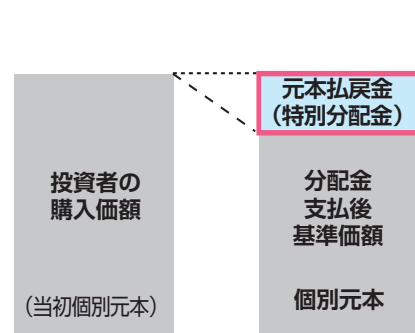 元本払戻金
（特別分配金）
投資者の
購入価額
（当初個別元本）
分配金
支払後
基準価額
個別元本